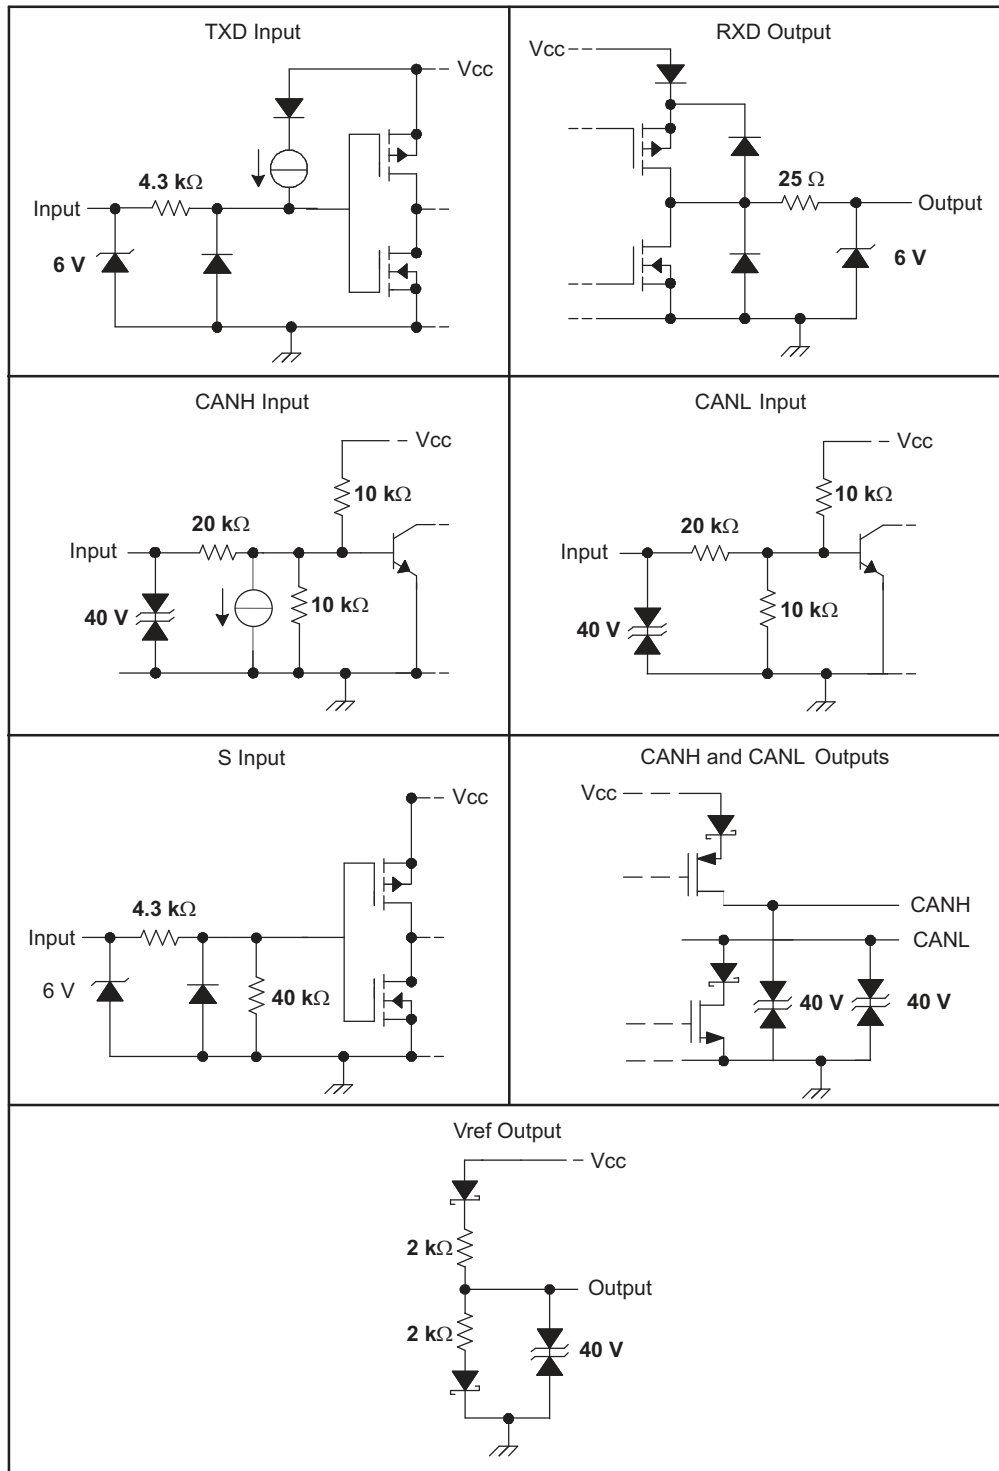 TXD Input
Vcc
4.3 kΩ
Input
6 V
RXD Output
Vcc
25 Ω
Output
6 V
CANH Input
Vcc
10 kΩ
20 kΩ
Input
10 kΩ
40 V
CANL Input
Vcc
10 kΩ
20 kΩ
Input
10 kΩ
40 V
S Input
Vcc
4.3 kΩ
Input
6 V
40 kΩ
CANH and CANL Outputs
Vcc
CANH
CANL
40 V
40 V
Vref Output
Vcc
2 kΩ
Output
2 kΩ
40 V